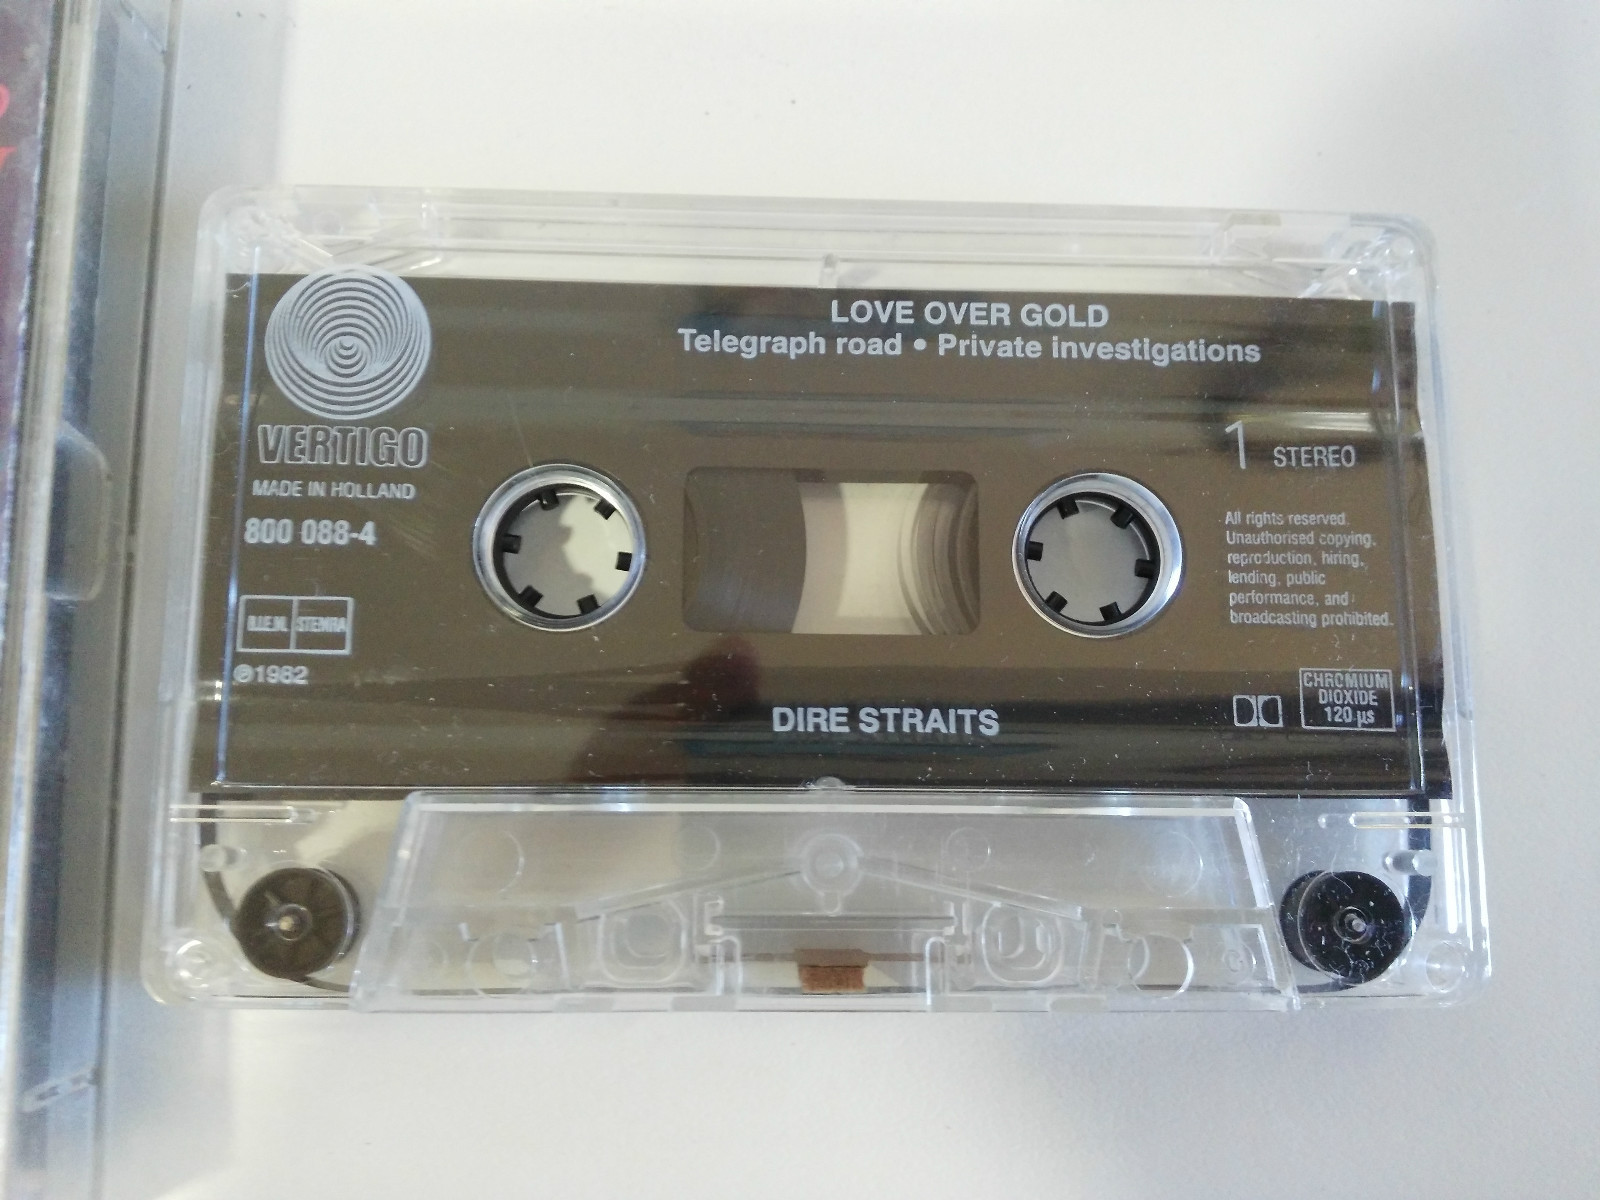 LOVE OVER GOLD
Telegraph road • Private investigations
VERTIGO
MADE IN HOLLAND
800 088-4
B.I.E.M. STEMRA
℗1982
1 STEREO
All rights reserved.
Unauthorised copying,
reproduction, hiring,
lending, public
performance, and
broadcasting prohibited.
DIRE STRAITS
CHROMIUM
DIOXIDE
120 µs